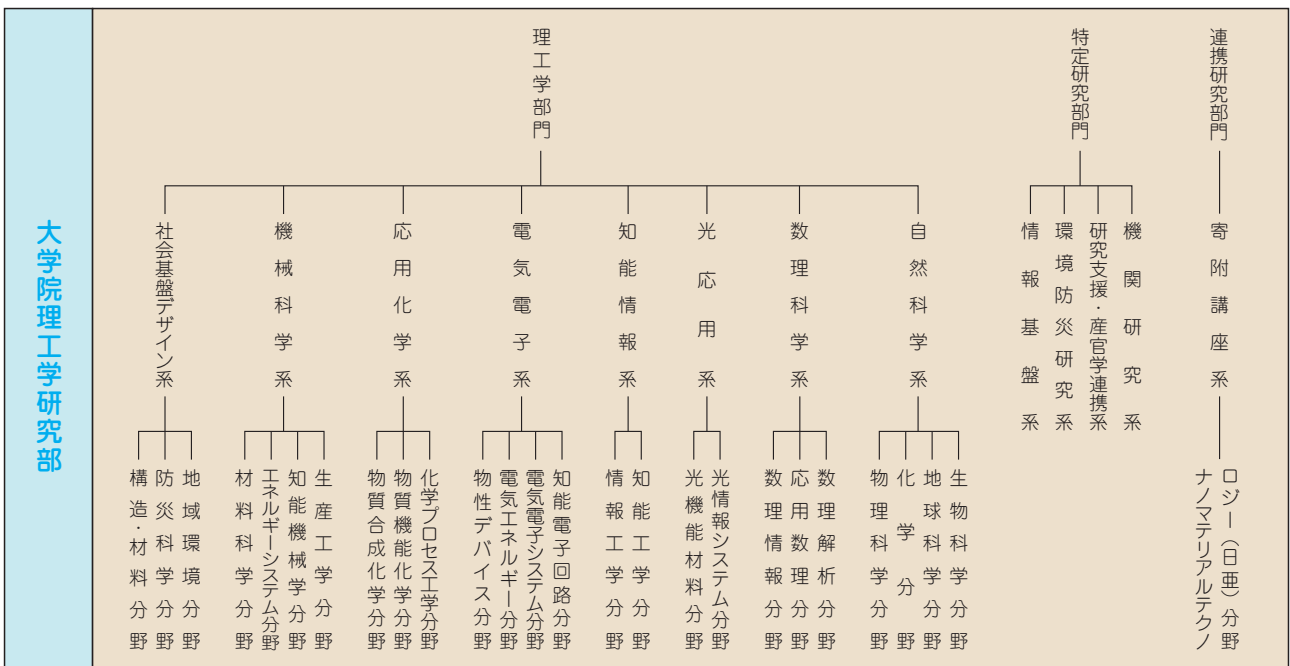 大学院理工学研究部
理工学部門
社会基盤デザイン系
構造・材料分野
防災科学分野
地域環境分野
機械科学系
材料科学分野
エネルギーシステム分野
知能機械学分野
生産工学分野
応用化学系
物質合成化学分野
物質機能化学分野
化学プロセス工学分野
電気電子系
物性デバイス分野
電気エネルギー分野
電気電子システム分野
知能電子回路分野
知能情報系
情報工学分野
知能工学分野
光応用系
光機能材料分野
光情報システム分野
数理科学系
数理情報分野
応用数理分野
数理解析分野
自然科学系
物理科学分野
化学分野
地球科学分野
生物科学分野
特定研究部門
情報基盤系
環境防災研究系
研究支援・産官学連携系
機関研究系
連携研究部門
寄附講座系
ナノマテリアルテクノ
ロジー（日亜）分野